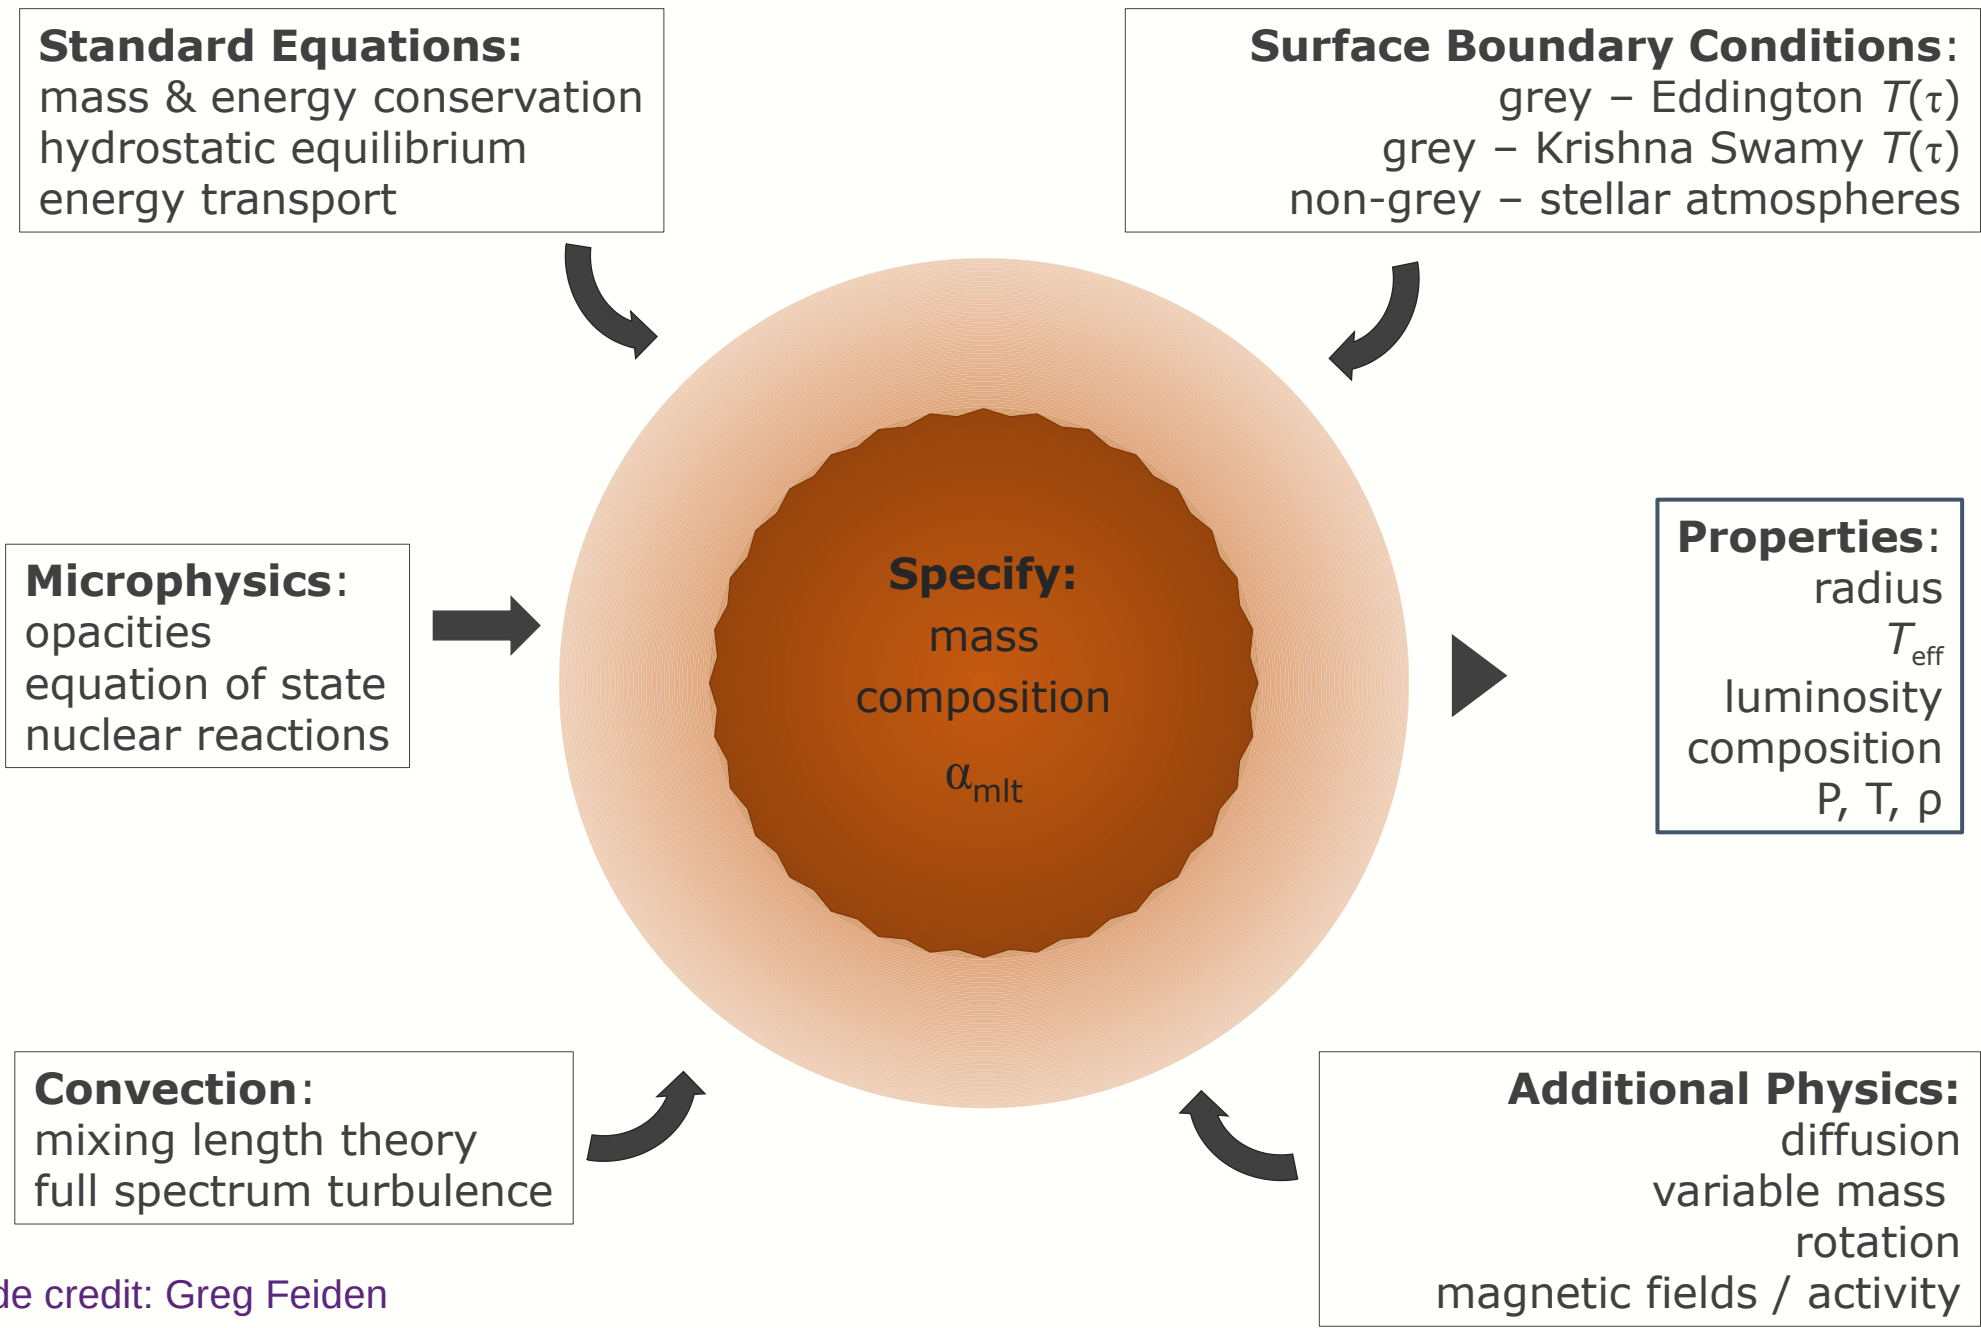 Standard Equations:
mass & energy conservation
hydrostatic equilibrium
energy transport
Surface Boundary Conditions:
grey – Eddington T(τ)
grey – Krishna Swamy T(τ)
non-grey – stellar atmospheres
Microphysics:
opacities
equation of state
nuclear reactions
Specify:
mass
composition
αmlt
Properties:
radius
Teff
luminosity
composition
P, T, ρ
Convection:
mixing length theory
full spectrum turbulence
Additional Physics:
diffusion
variable mass
rotation
magnetic fields / activity
de credit: Greg Feiden